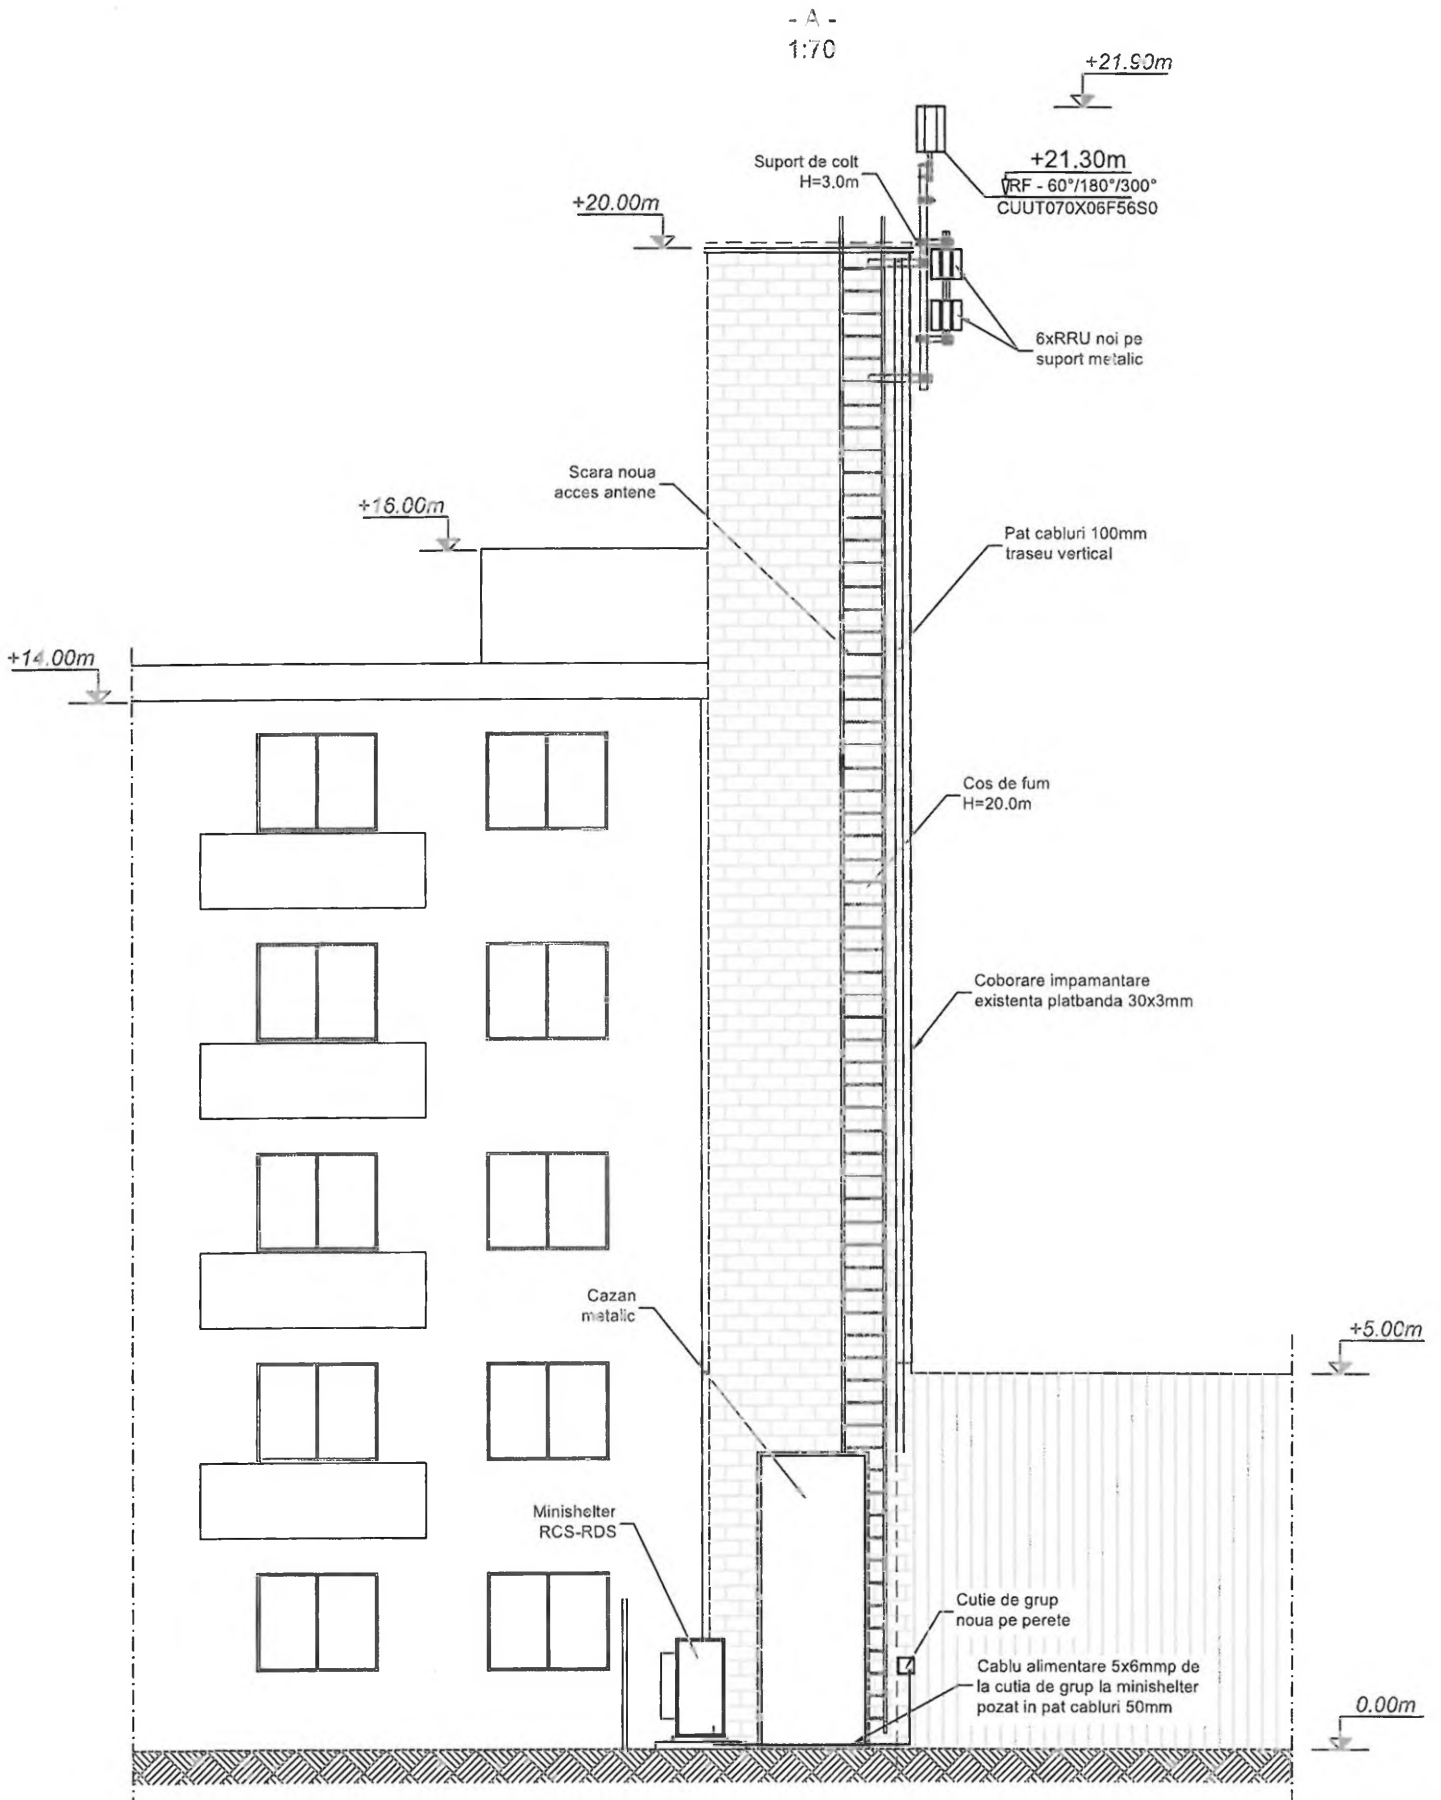 - A -
1:70
+21.90m
Suport de colt
H=3.0m
+21.30m
RF - 60°/180°/300°
CUUT070X06F56S0
+20.00m
6xRRU noi pe
suport metalic
Scara noua
acces antene
+16.00m
Pat cabluri 100mm
traseu vertical
+14.00m
Cos de fum
H=20.0m
Coborare impamantare
existenta platbanda 30x3mm
Cazan
metalic
+5.00m
Minishelter
RCS-RDS
Cutie de grup
noua pe perete
Cablu alimentare 5x6mmp de
la cutia de grup la minishelter
pozat in pat cabluri 50mm
0.00m